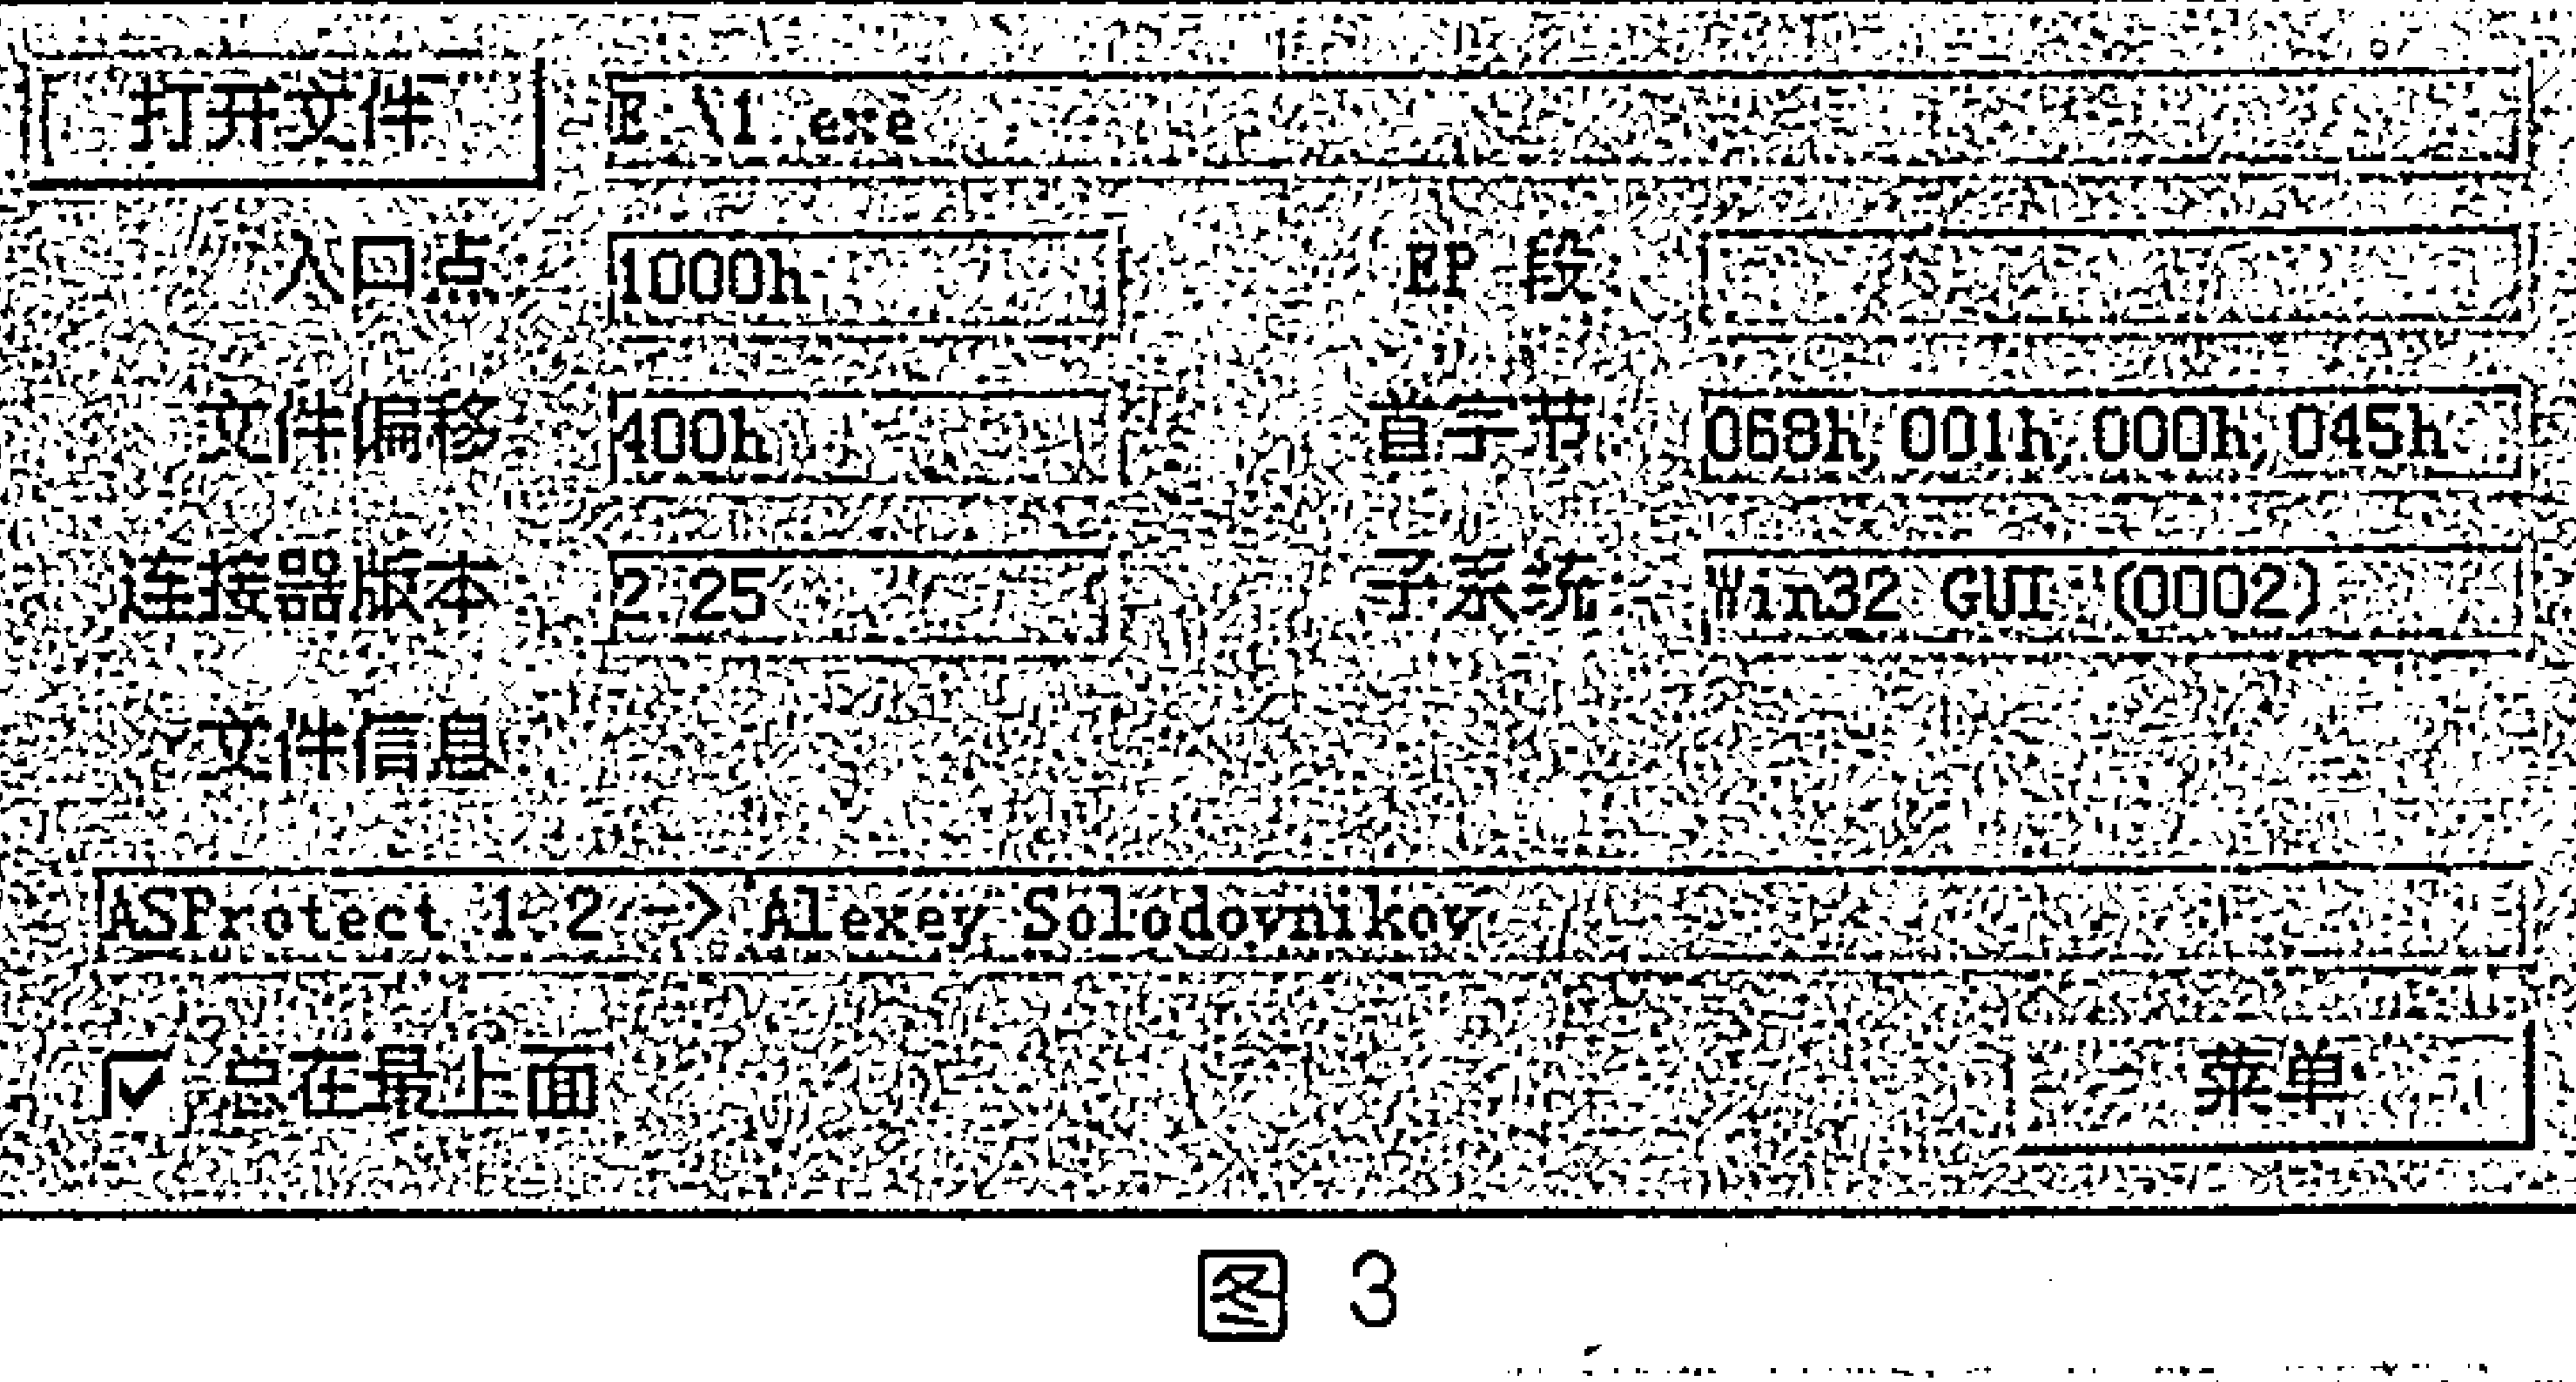 打开文件 E:\1.exe
入口点 1000h EP 段
文件偏移 400h 首字节 068h,001h,000h,045h
连接器版本 2.25 子系统 Win32 GUI (0002)
文件信息
ASProtect 1.2 -> Alexey Solodovnikov
总在最上面 菜单
图 3